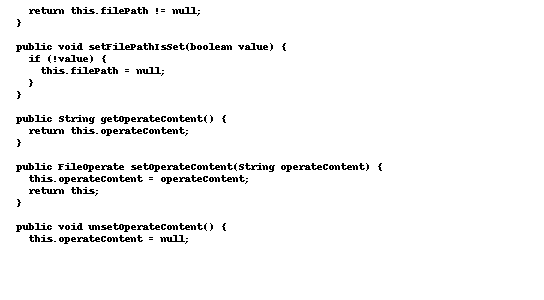 return this.filePath != null;
}
public void setFilePathIsSet(boolean value) {
if (!value) {
this.filePath = null;
}
}
public String getOperateContent() {
return this.operateContent;
}
public FileOperate setOperateContent(String operateContent) {
this.operateContent = operateContent;
return this;
}
public void unsetOperateContent() {
this.operateContent = null;